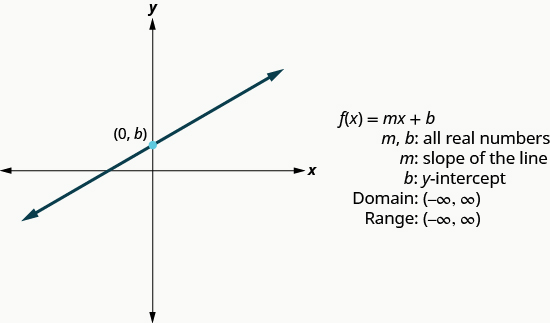 y
(0, b)
x
f(x) = mx + b
m, b: all real numbers
m: slope of the line
b: y-intercept
Domain: (–∞, ∞)
Range: (–∞, ∞)